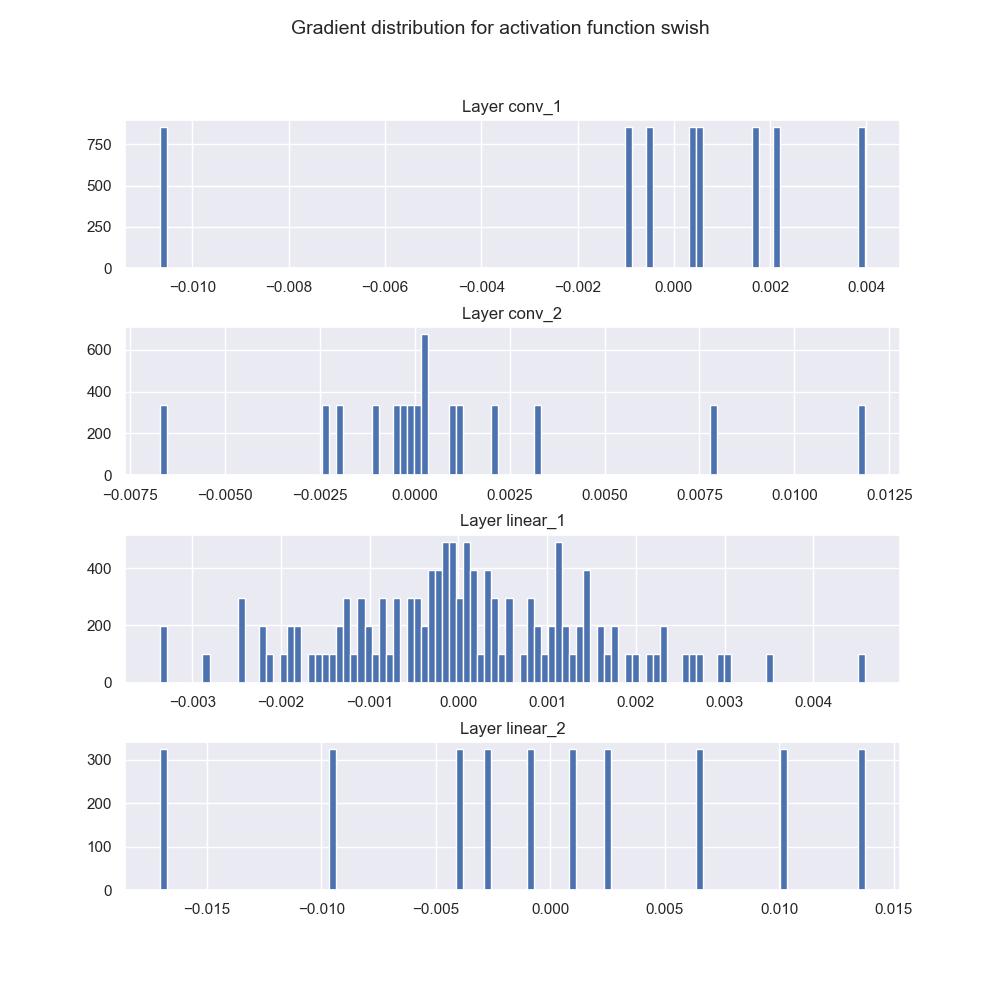 Gradient distribution for activation function swish
Layer conv_1
750
500
250
0
−0.010 −0.008 −0.006 −0.004 −0.002 0.000 0.002 0.004
Layer conv_2
600
400
200
0
−0.0075 −0.0050 −0.0025 0.0000 0.0025 0.0050 0.0075 0.0100 0.0125
Layer linear_1
400
200
0
−0.003 −0.002 −0.001 0.000 0.001 0.002 0.003 0.004
Layer linear_2
300
200
100
0
−0.015 −0.010 −0.005 0.000 0.005 0.010 0.015